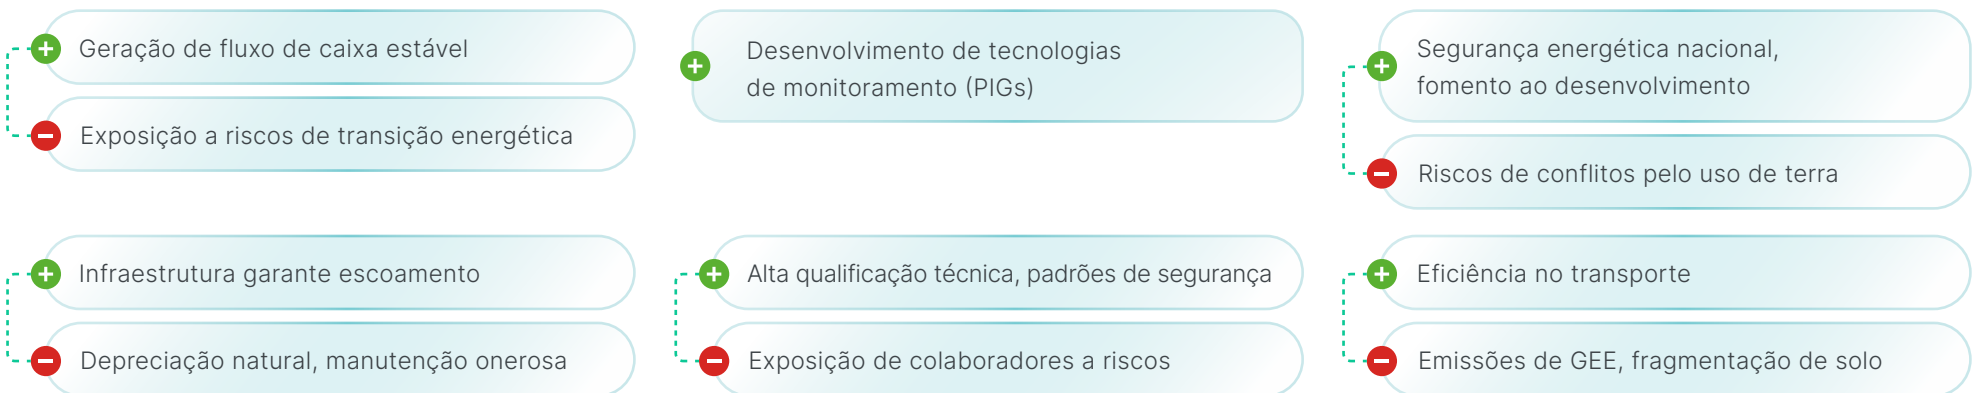 Geração de fluxo de caixa estável
Exposição a riscos de transição energética
Desenvolvimento de tecnologias
de monitoramento (PIGs)
Segurança energética nacional,
fomento ao desenvolvimento
Riscos de conflitos pelo uso de terra
Infraestrutura garante escoamento
Depreciação natural, manutenção onerosa
Alta qualificação técnica, padrões de segurança
Exposição de colaboradores a riscos
Eficiência no transporte
Emissões de GEE, fragmentação de solo